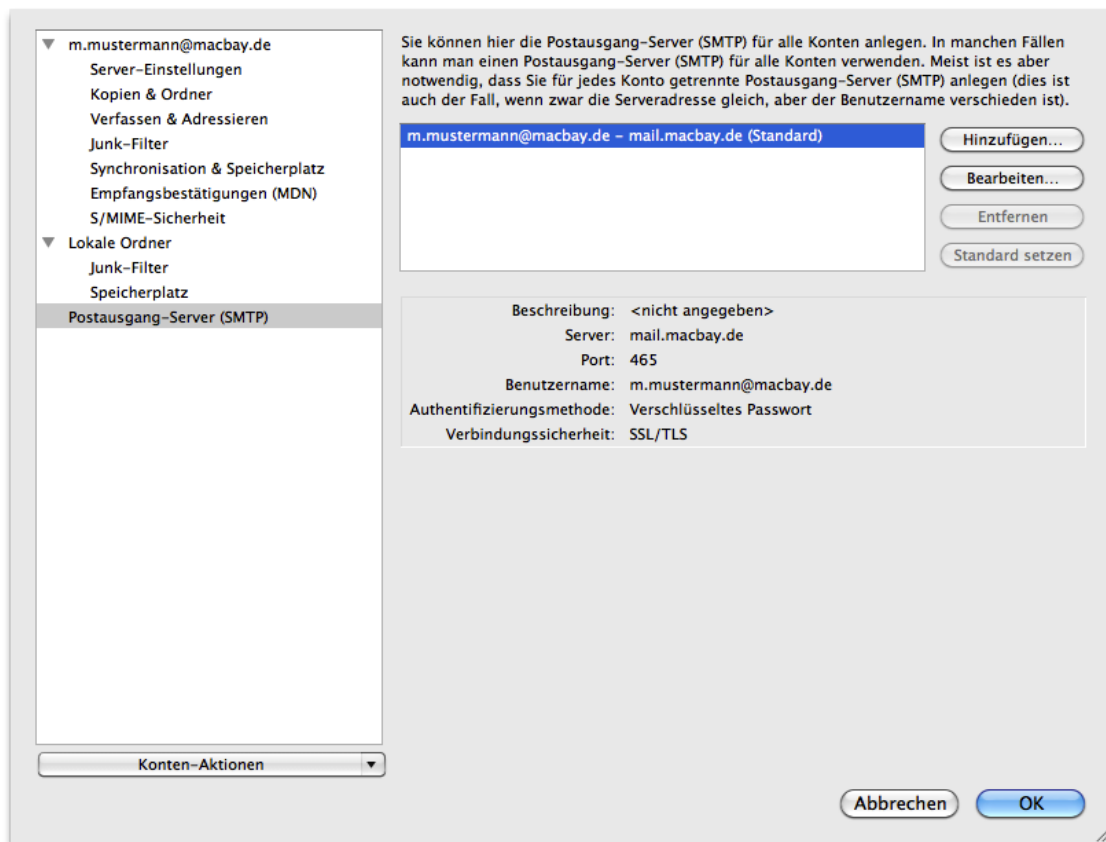 m.mustermann@macbay.de
Server-Einstellungen
Kopien & Ordner
Verfassen & Adressieren
Junk-Filter
Synchronisation & Speicherplatz
Empfangsbestätigungen (MDN)
S/MIME-Sicherheit
Lokale Ordner
Junk-Filter
Speicherplatz
Postausgang-Server (SMTP)
Konten-Aktionen
Sie können hier die Postausgang-Server (SMTP) für alle Konten anlegen. In manchen Fällen
kann man einen Postausgang-Server (SMTP) für alle Konten verwenden. Meist ist es aber
notwendig, dass Sie für jedes Konto getrennte Postausgang-Server (SMTP) anlegen (dies ist
auch der Fall, wenn zwar die Serveradresse gleich, aber der Benutzername verschieden ist).
m.mustermann@macbay.de – mail.macbay.de (Standard)
Hinzufügen...
Bearbeiten...
Entfernen
Standard setzen
Beschreibung: <nicht angegeben>
Server: mail.macbay.de
Port: 465
Benutzername: m.mustermann@macbay.de
Authentifizierungsmethode: Verschlüsseltes Passwort
Verbindungssicherheit: SSL/TLS
Abbrechen
OK